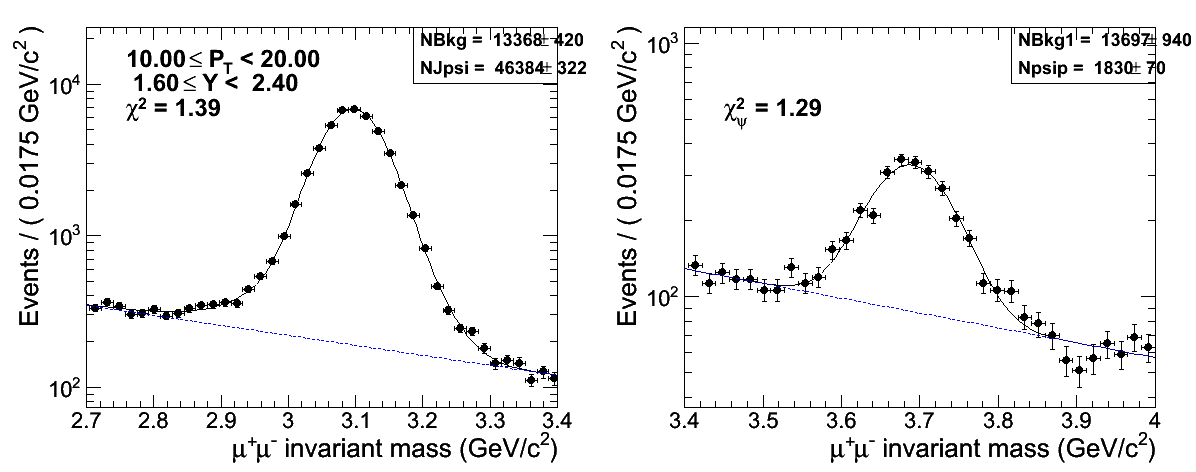 NBkg = 13368± 420
NJpsi = 46384± 322
10.00 ≤ P_T < 20.00
1.60 ≤ Y < 2.40
χ² = 1.39
Events / ( 0.0175 GeV/c² )
10⁴
10³
10²
2.7 2.8 2.9 3 3.1 3.2 3.3 3.4
μ⁺μ⁻ invariant mass (GeV/c²)
NBkg1 = 13697± 940
Npsip = 1830± 70
χ²_ψ = 1.29
Events / ( 0.0175 GeV/c² )
10³
10²
3.4 3.5 3.6 3.7 3.8 3.9 4
μ⁺μ⁻ invariant mass (GeV/c²)